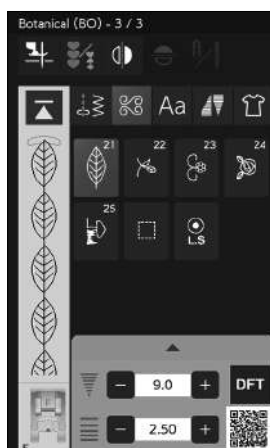 Botanical (BO) - 3 / 3
Aa
21 22 23 24
25
L.S
− 9.0 + DFT
− 2.50 +
F